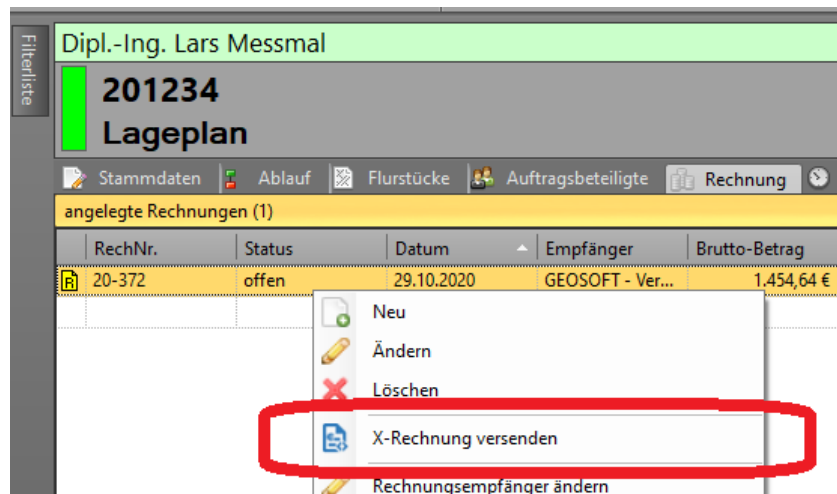 Filterliste
Dipl.-Ing. Lars Messmal
201234
Lageplan
Stammdaten Ablauf Flurstücke Auftragsbeteiligte Rechnung
angelegte Rechnungen (1)
RechNr. Status Datum Empfänger Brutto-Betrag
R 20-372 offen 29.10.2020 GEOSOFT - Ver... 1.454,64 €
Neu
Ändern
Löschen
X-Rechnung versenden
Rechnungsempfänger ändern